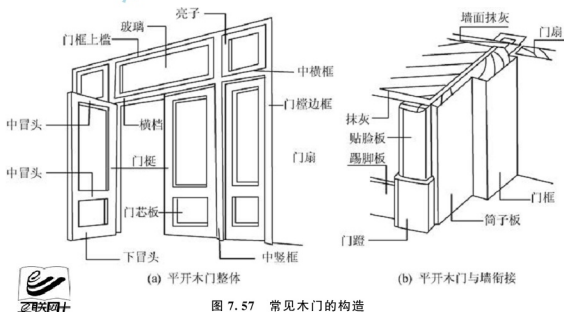 亮子
玻璃
门框上槛
中横框
门樘边框
中冒头
横档
门梃
门扇
中冒头
门芯板
下冒头
中竖框
(a) 平开木门整体
墙面抹灰
门扇
抹灰
贴脸板
踢脚板
门框
筒子板
门蹬
(b) 平开木门与墙衔接
图 7.57 常见木门的构造